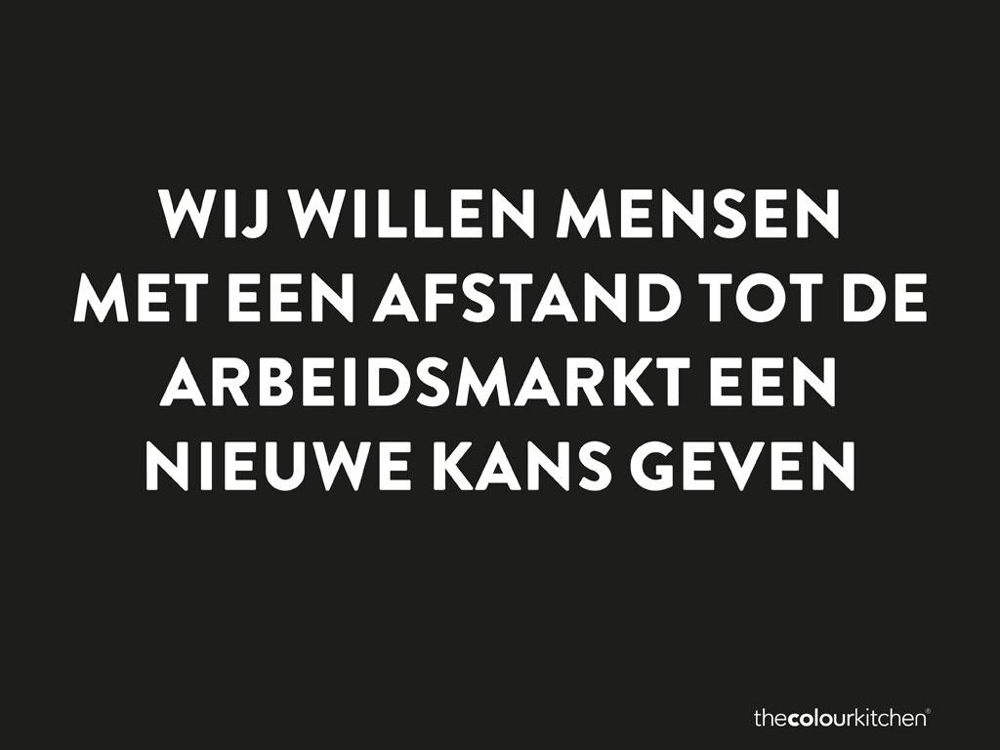 WIJ WILLEN MENSEN
MET EEN AFSTAND TOT DE
ARBEIDSMARKT EEN
NIEUWE KANS GEVEN
thecolourkitchen®